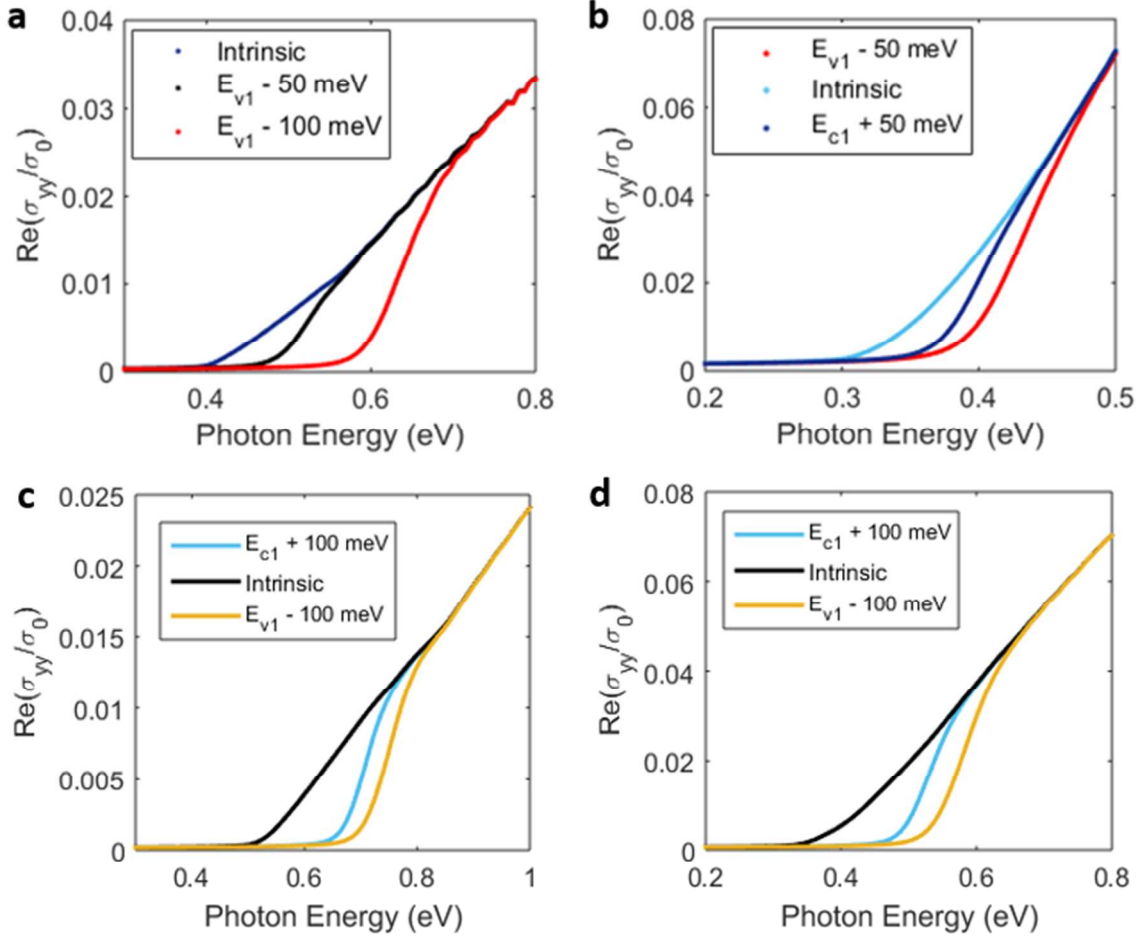 a
0.04
0.03
0.02
0.01
0
Re(σyy/σ0)
Intrinsic
Ev1 - 50 meV
Ev1 - 100 meV
0.4 0.6 0.8
Photon Energy (eV)
b
0.08
0.06
0.04
0.02
0
Re(σyy/σ0)
Ev1 - 50 meV
Intrinsic
Ec1 + 50 meV
0.2 0.3 0.4 0.5
Photon Energy (eV)
c
0.025
0.02
0.015
0.01
0.005
0
Re(σyy/σ0)
Ec1 + 100 meV
Intrinsic
Ev1 - 100 meV
0.4 0.6 0.8 1
Photon Energy (eV)
d
0.08
0.06
0.04
0.02
0
Re(σyy/σ0)
Ec1 + 100 meV
Intrinsic
Ev1 - 100 meV
0.2 0.4 0.6 0.8
Photon Energy (eV)